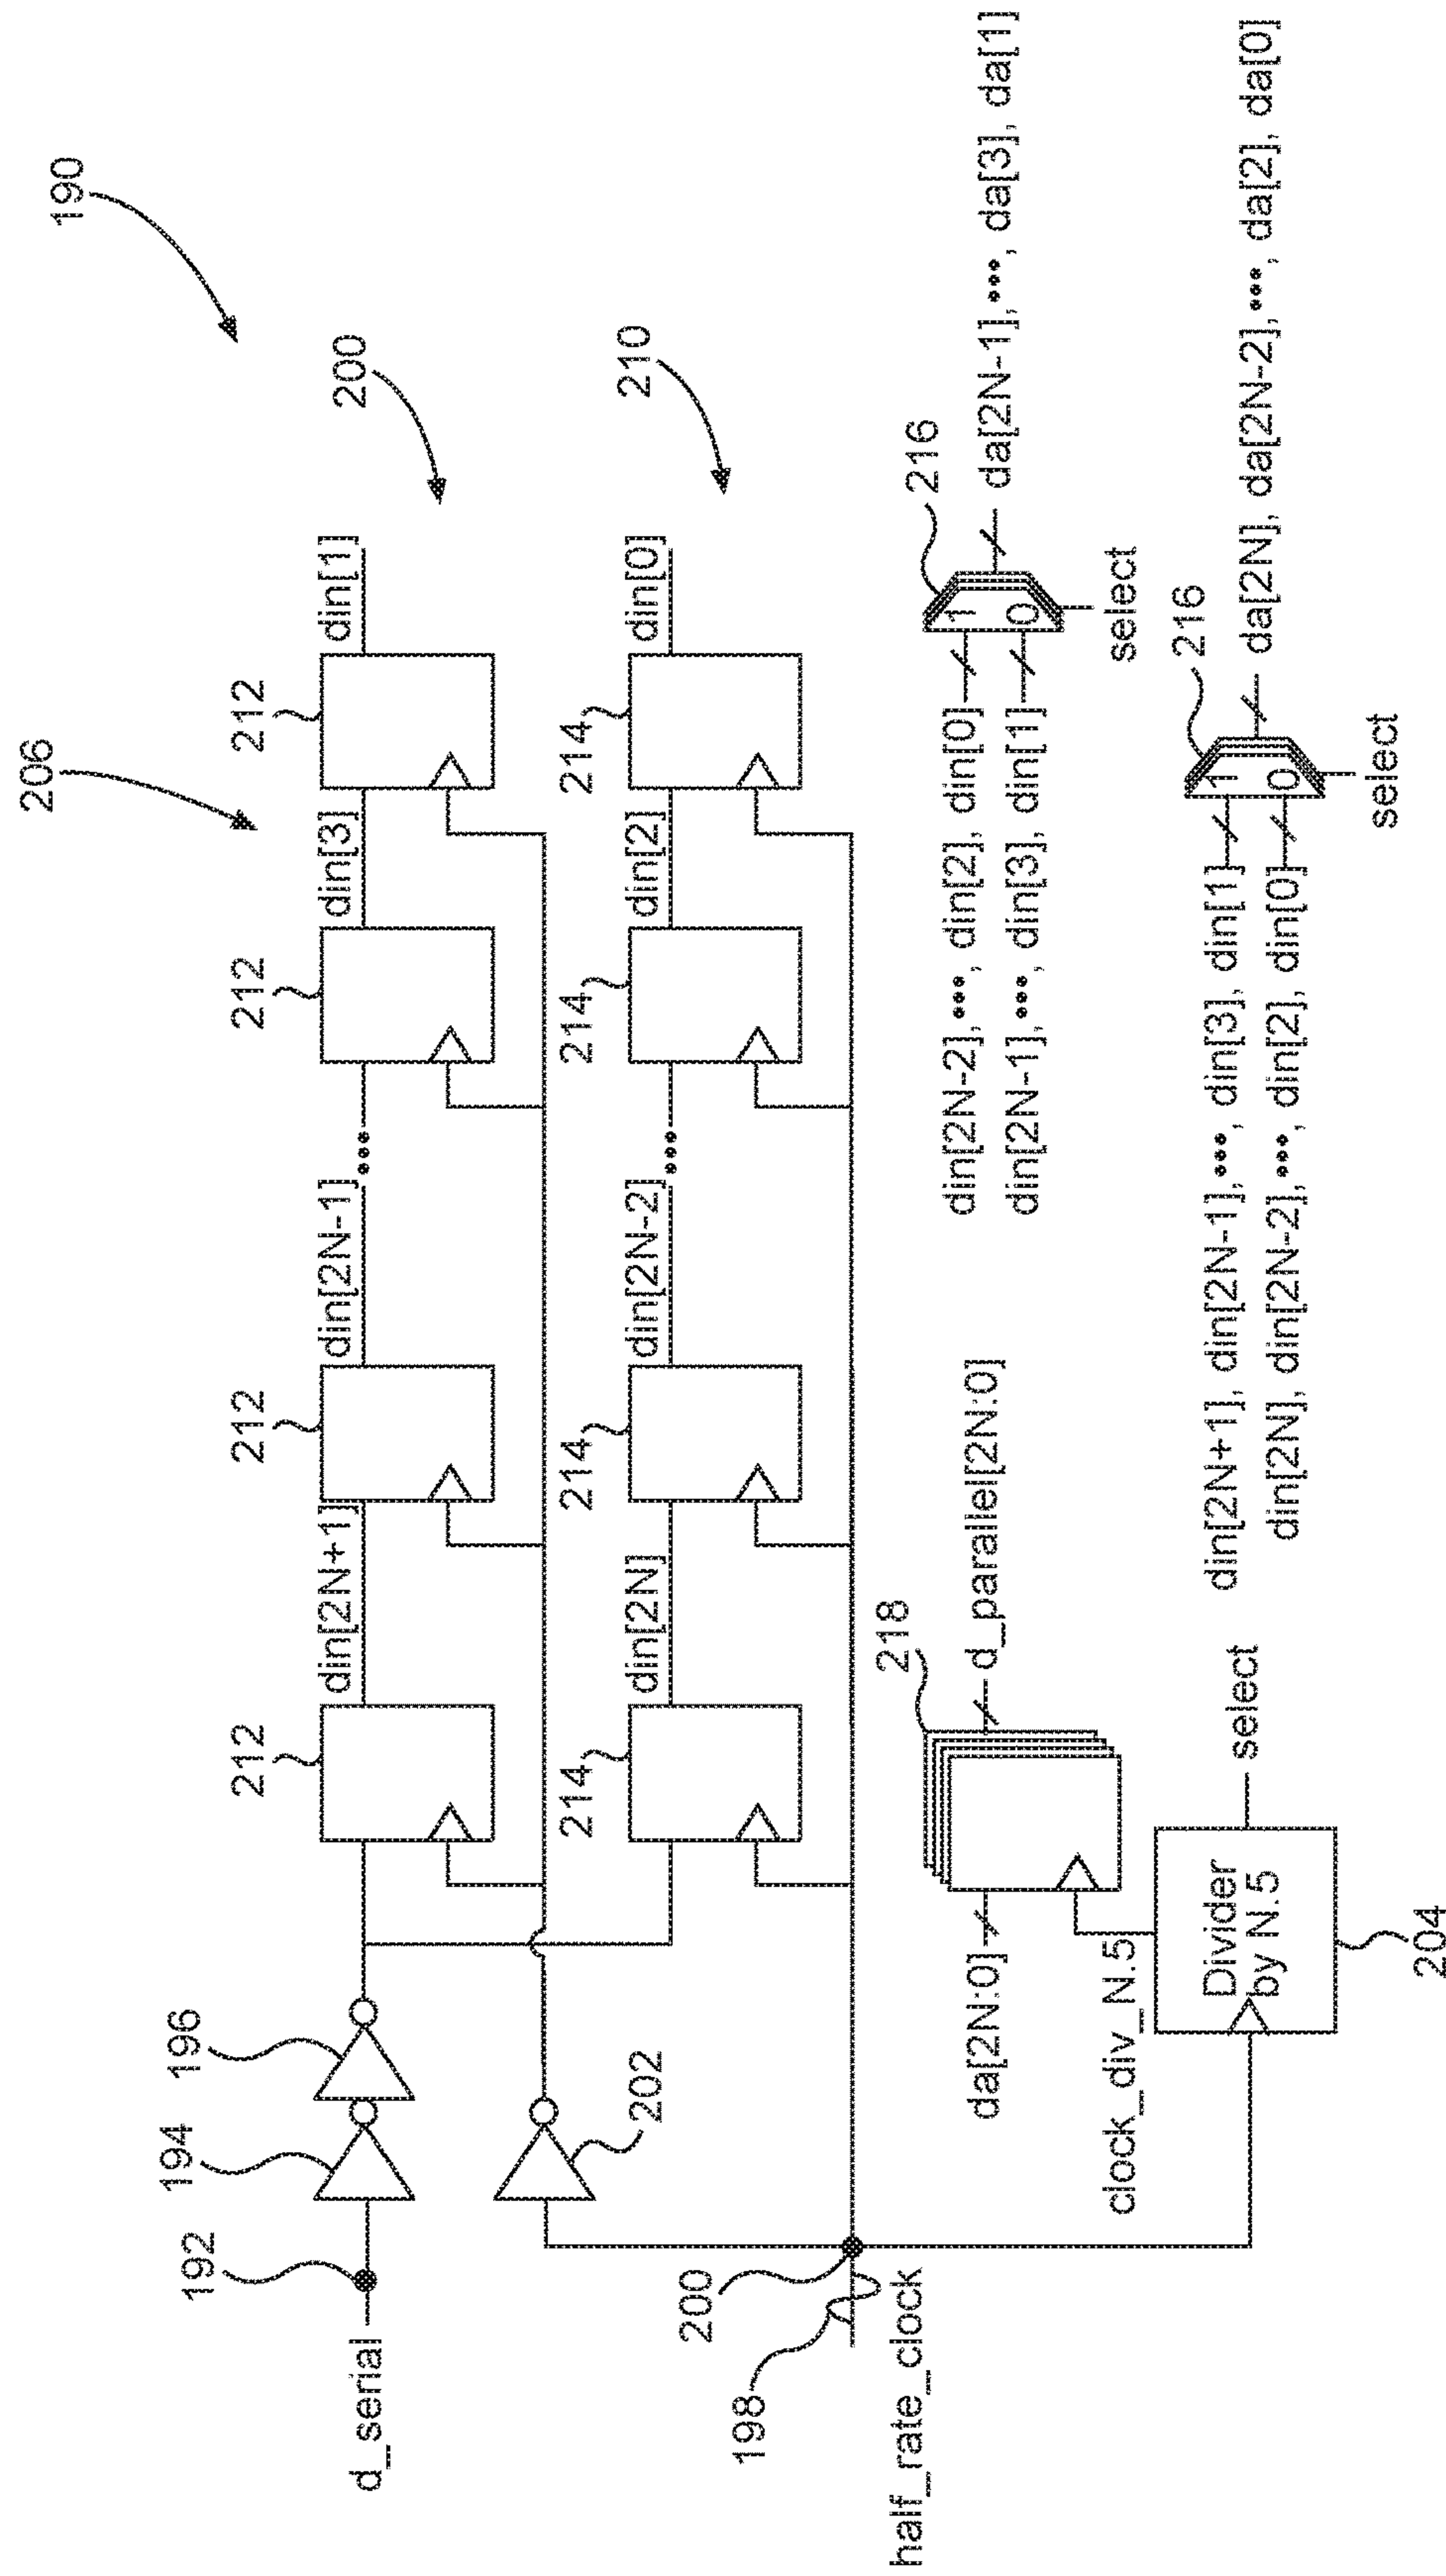 190
206
200
212
212
212
212
194
196
192
d_serial
din[2N+1]
din[2N-1]
•••
din[3]
din[1]
210
202
214
214
214
214
din[2N]
din[2N-2]
•••
din[2]
din[0]
200
198
half_rate_clock
218
da[2N:0]
d_parallel[2N:0]
clock_div_N.5
Divider
by N.5
204
select
216
din[2N-2],•••, din[2], din[0]
din[2N-1],•••, din[3], din[1]
1
0
select
da[2N-1],•••, da[3], da[1]
216
din[2N+1], din[2N-1],•••, din[3], din[1]
din[2N], din[2N-2],•••, din[2], din[0]
1
0
select
da[2N], da[2N-2],•••, da[2], da[0]